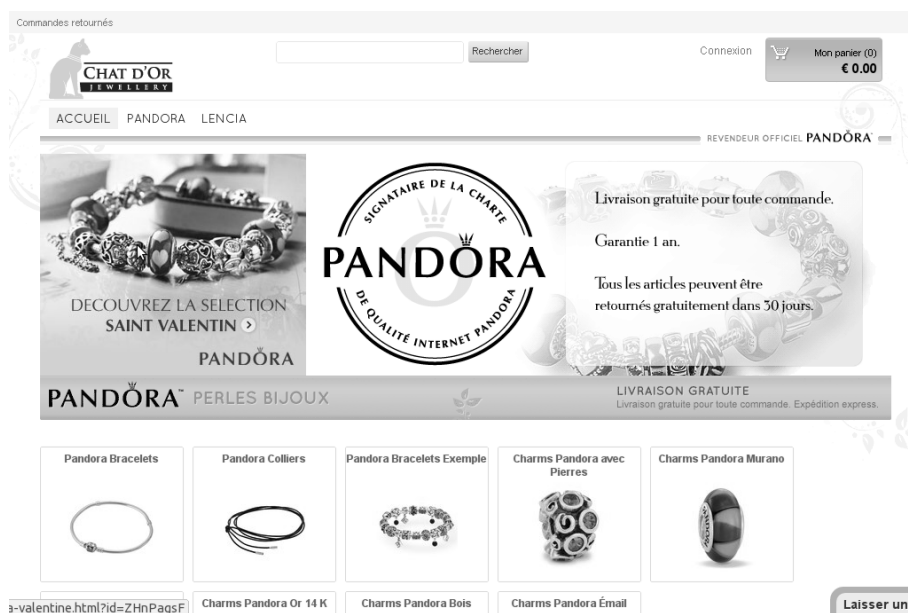 Commandes retournés
CHAT D'OR
JEWELLERY
Rechercher
Connexion
Mon panier (0)
€ 0.00
ACCUEIL PANDORA LENCIA
REVENDEUR OFFICIEL PANDÖRA
SIGNATAIRE DE LA CHARTE
PANDÖRA
DE QUALITÉ INTERNET PANDORA
DECOUVREZ LA SELECTION
SAINT VALENTIN
PANDÖRA
Livraison gratuite pour toute commande.
Garantie 1 an.
Tous les articles peuvent être
retournés gratuitement dans 30 jours.
PANDÖRA™ PERLES BIJOUX
LIVRAISON GRATUITE
Livraison gratuite pour toute commande. Expédition express.
Pandora Bracelets
Pandora Colliers
Pandora Bracelets Exemple
Charms Pandora avec
Pierres
Charms Pandora Murano
Charms Pandora Or 14 K
Charms Pandora Bois
Charms Pandora Émail
a-valentine.html?id=ZHnPaqsF
Laisser un